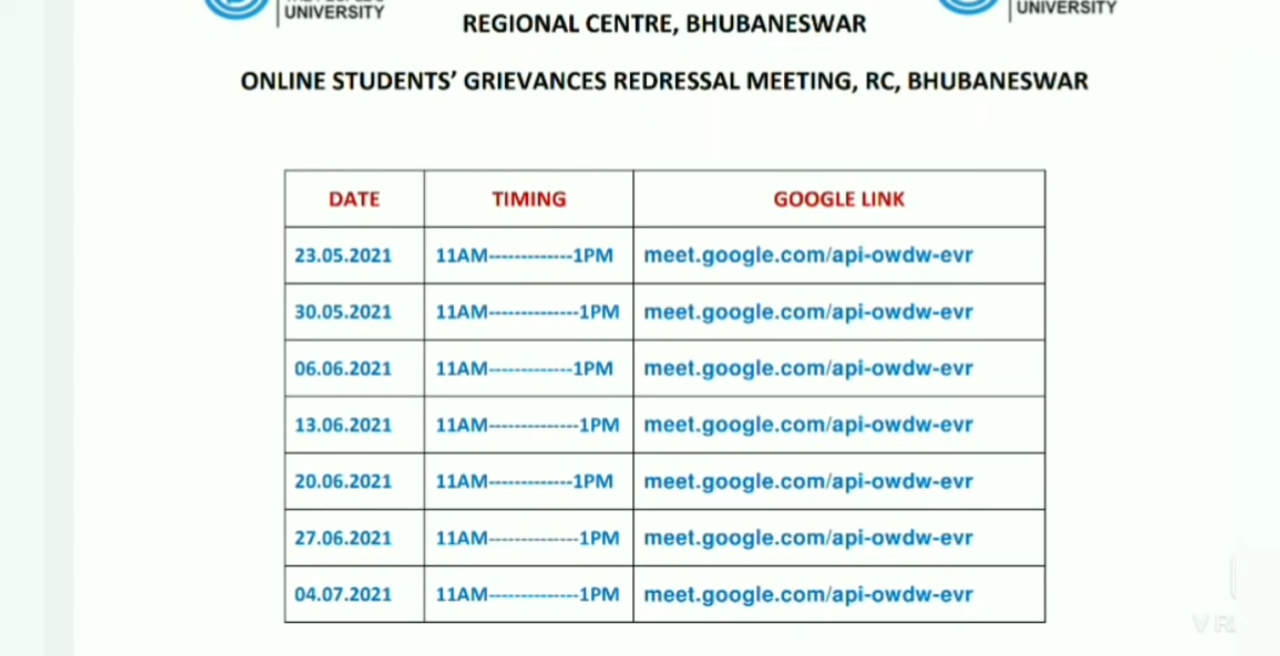 UNIVERSITY
UNIVERSITY
REGIONAL CENTRE, BHUBANESWAR
ONLINE STUDENTS' GRIEVANCES REDRESSAL MEETING, RC, BHUBANESWAR
DATE TIMING GOOGLE LINK
23.05.2021 11AM-------------1PM meet.google.com/api-owdw-evr
30.05.2021 11AM--------------1PM meet.google.com/api-owdw-evr
06.06.2021 11AM-------------1PM meet.google.com/api-owdw-evr
13.06.2021 11AM--------------1PM meet.google.com/api-owdw-evr
20.06.2021 11AM-------------1PM meet.google.com/api-owdw-evr
27.06.2021 11AM--------------1PM meet.google.com/api-owdw-evr
04.07.2021 11AM--------------1PM meet.google.com/api-owdw-evr